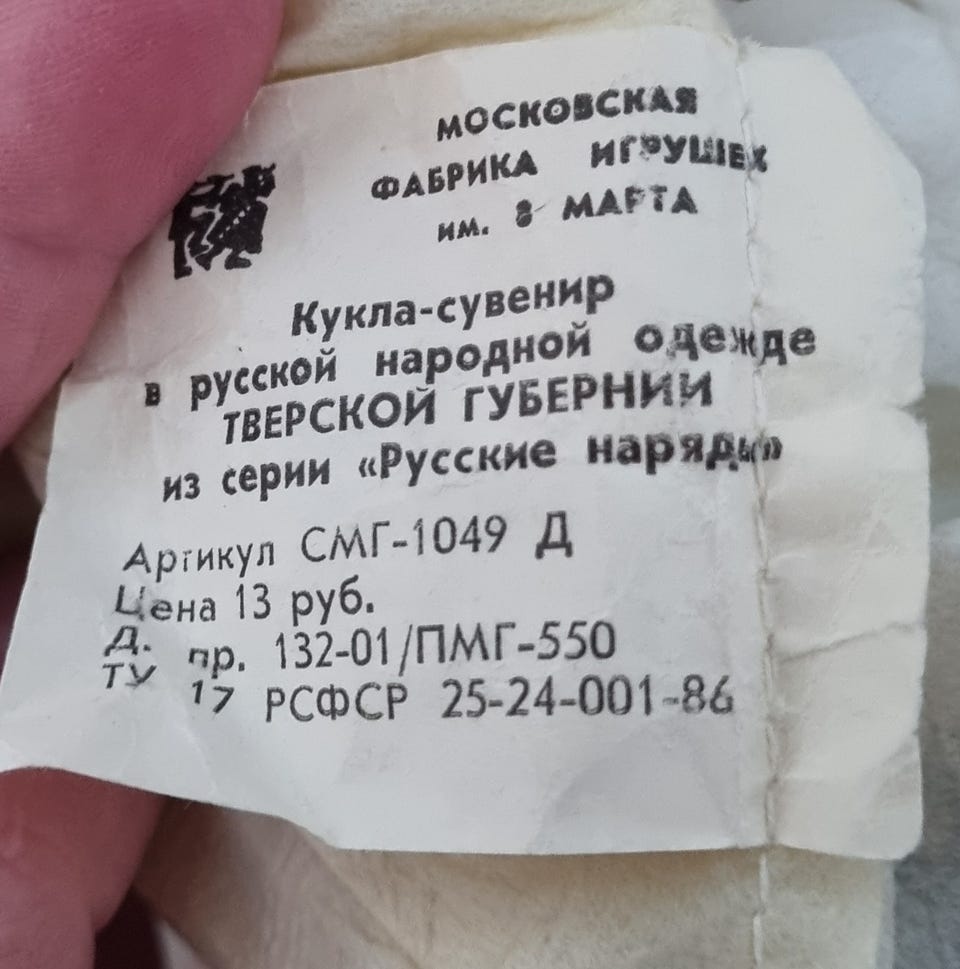 МОСКОВСКАЯ
ФАБРИКА ИГРУШЕК
им. 8 МАРТА
Кукла-сувенир
в русской народной одежде
ТВЕРСКОЙ ГУБЕРНИИ
из серии «Русские наряды»
Артикул СМГ-1049 Д
Цена 13 руб.
Д. пр. 132-01/ПМГ-550
ТУ 17 РСФСР 25-24-001-86